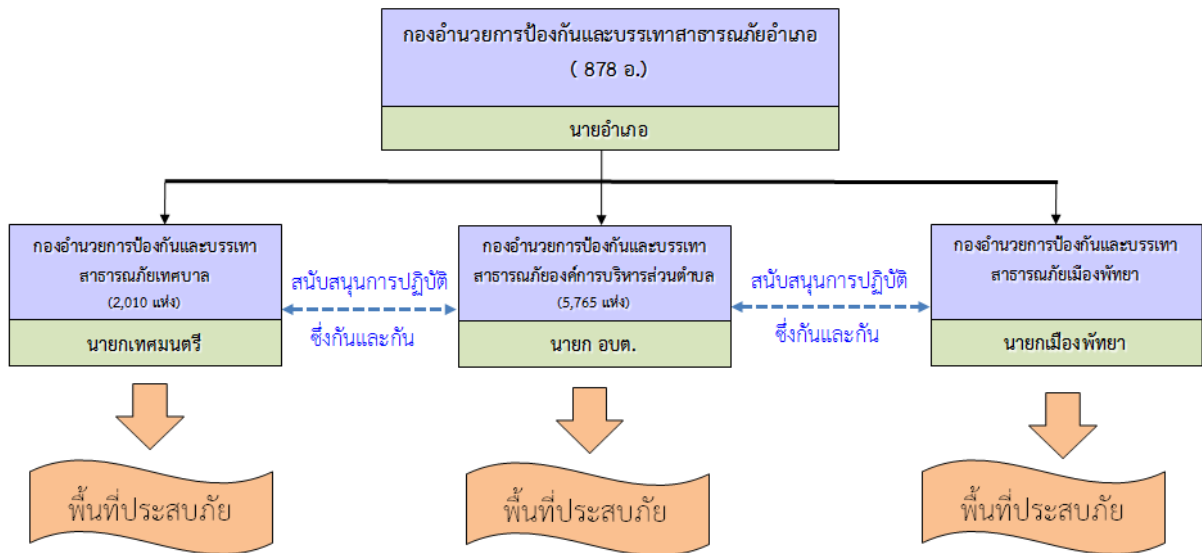 กองอำนวยการป้องกันและบรรเทาสาธารณภัยอำเภอ
( 878 อ.)
นายอำเภอ
กองอำนวยการป้องกันและบรรเทา
สาธารณภัยเทศบาล
(2,010 แห่ง)
นายกเทศมนตรี
สนับสนุนการปฏิบัติ
ซึ่งกันและกัน
กองอำนวยการป้องกันและบรรเทา
สาธารณภัยองค์การบริหารส่วนตำบล
(5,765 แห่ง)
นายก อบต.
สนับสนุนการปฏิบัติ
ซึ่งกันและกัน
กองอำนวยการป้องกันและบรรเทา
สาธารณภัยเมืองพัทยา
นายกเมืองพัทยา
พื้นที่ประสบภัย
พื้นที่ประสบภัย
พื้นที่ประสบภัย